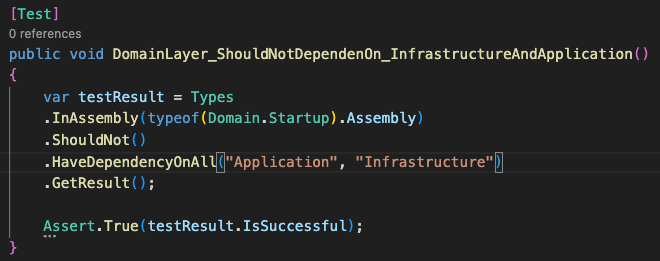 [Test]
0 references
public void DomainLayer_ShouldNotDependenOn_InfrastructureAndApplication()
{
var testResult = Types
.InAssembly(typeof(Domain.Startup).Assembly)
.ShouldNot()
.HaveDependencyOnAll("Application", "Infrastructure")
.GetResult();
Assert.True(testResult.IsSuccessful);
}